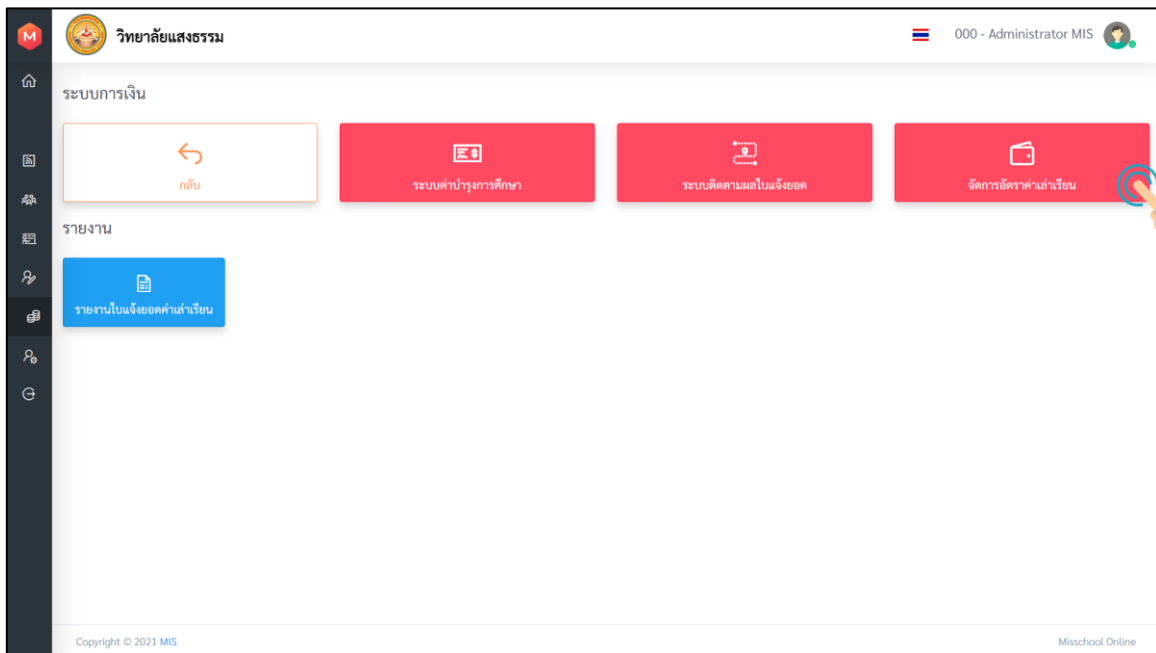 M
วิทยาลัยแสงธรรม
000 - Administrator MIS
ระบบการเงิน
กลับ
ระบบค่าบำรุงการศึกษา
ระบบติดตามผลใบแจ้งยอด
จัดการอัตราค่าเล่าเรียน
รายงาน
รายงานใบแจ้งยอดค่าเล่าเรียน
Copyright © 2021 MIS
Misschool Online